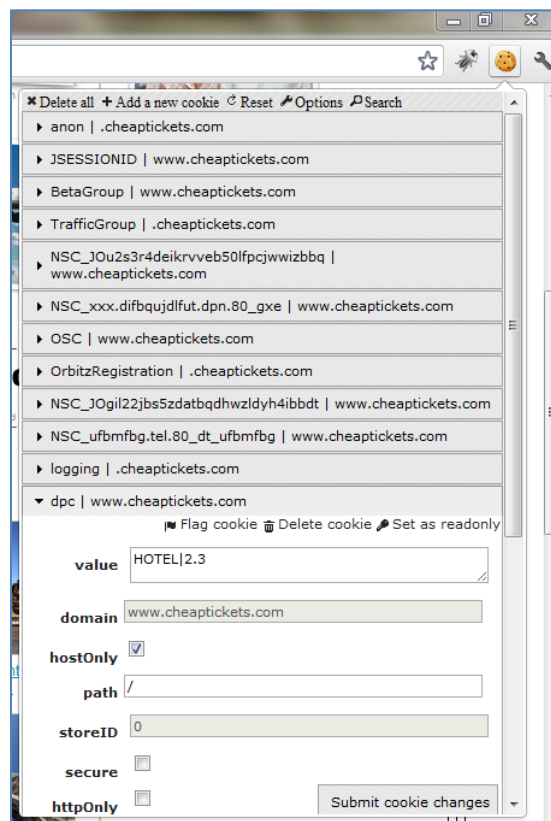 Delete all Add a new cookie Reset Options Search
anon | .cheaptickets.com
JSESSIONID | www.cheaptickets.com
BetaGroup | www.cheaptickets.com
TrafficGroup | .cheaptickets.com
NSC_JOu2s3r4deikrvveb50lfpcjwwizbbq |
www.cheaptickets.com
NSC_xxx.difbqujdlfut.dpn.80_gxe | www.cheaptickets.com
OSC | www.cheaptickets.com
OrbitzRegistration | .cheaptickets.com
NSC_JOgil22jbs5zdatbqdhwzldyh4ibbdt | www.cheaptickets.com
NSC_ufbmfbg.tel.80_dt_ufbmfbg | www.cheaptickets.com
logging | .cheaptickets.com
dpc | www.cheaptickets.com
Flag cookie Delete cookie Set as readonly
value HOTEL|2.3
domain www.cheaptickets.com
hostOnly
path /
storeID 0
secure
httpOnly Submit cookie changes